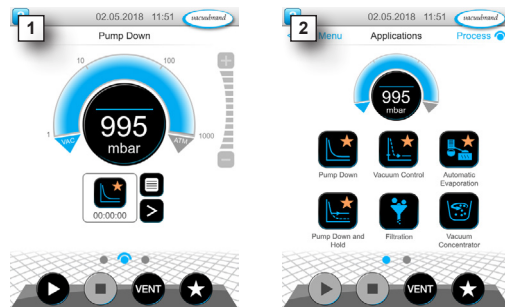 1
02.05.2018 11:51
vacuubrand
Pump Down
10
100
1
1000
VAC
ATM
995
mbar
00:00:00
VENT
2
02.05.2018 11:51
vacuubrand
Menu
Applications
Process
995
mbar
Pump Down
Vacuum Control
Automatic
Evaporation
Pump Down and
Hold
Filtration
Vacuum
Concentrator
VENT